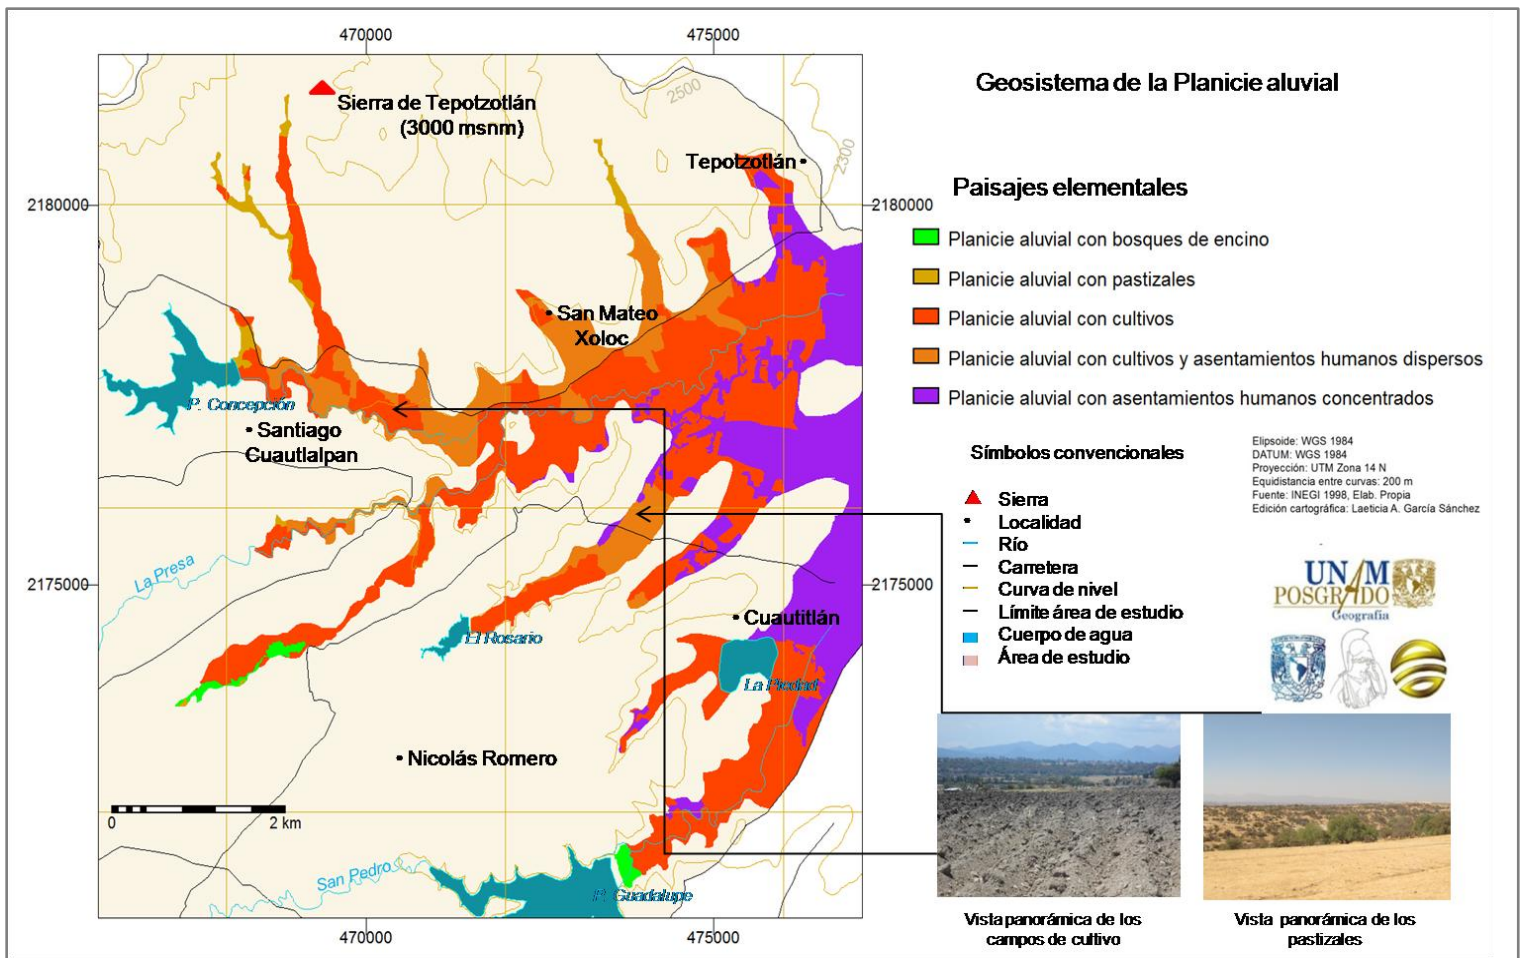 470000
475000
Geosistema de la Planicie aluvial
2500
Sierra de Tepotzotlán
(3000 msnm)
2300
Tepotzotlán
Paisajes elementales
2180000
2180000
Planicie aluvial con bosques de encino
Planicie aluvial con pastizales
San Mateo
Xoloc
Planicie aluvial con cultivos
Planicie aluvial con cultivos y asentamientos humanos dispersos
Planicie aluvial con asentamientos humanos concentrados
P. Concepción
Santiago
Cuautlalpan
Símbolos convencionales
Elipsoide: WGS 1984
DATUM: WGS 1984
Proyección: UTM Zona 14 N
Equidistancia entre curvas: 200 m
Fuente: INEGI 1998, Elab. Propia
Edición cartográfica: Laeticia A. García Sánchez
Sierra
Localidad
Río
Carretera
Curva de nivel
Límite área de estudio
Cuerpo de agua
Área de estudio
La Presa
2175000
2175000
UNAM
POSGRADO
Geografía
Cuautitlán
El Rosario
La Piedad
Nicolás Romero
0
2 km
San Pedro
P. Guadalupe
470000
475000
Vista panorámica de los
campos de cultivo
Vista panorámica de los
pastizales